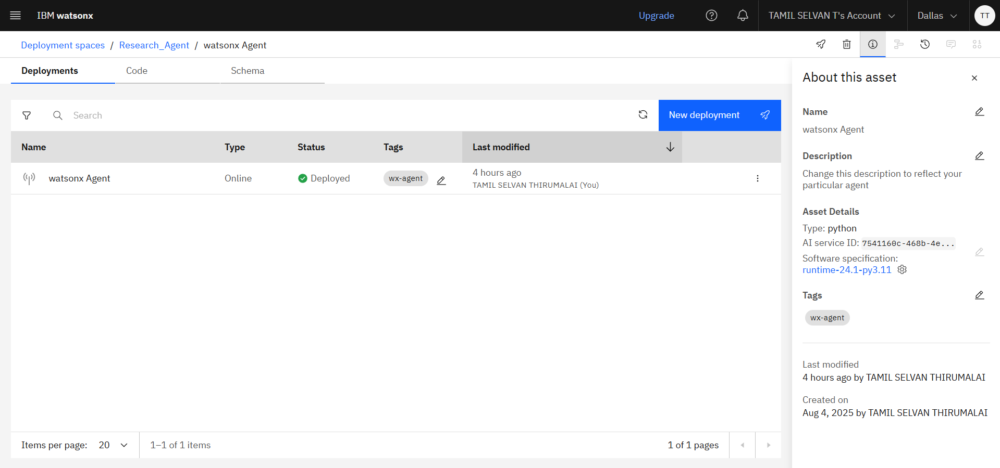 IBM watsonx
Upgrade
TAMIL SELVAN T's Account
Dallas
TT
Deployment spaces / Research_Agent / watsonx Agent
Deployments
Code
Schema
Search
New deployment
Name
Type
Status
Tags
Last modified
watsonx Agent
Online
Deployed
wx-agent
4 hours ago
TAMIL SELVAN THIRUMALAI (You)
Items per page: 20
1–1 of 1 items
1 of 1 pages
About this asset
Name
watsonx Agent
Description
Change this description to reflect your
particular agent
Asset Details
Type: python
AI service ID: 7541160c-468b-4e...
Software specification:
runtime-24.1-py3.11
Tags
wx-agent
Last modified
4 hours ago by TAMIL SELVAN THIRUMALAI
Created on
Aug 4, 2025 by TAMIL SELVAN THIRUMALAI